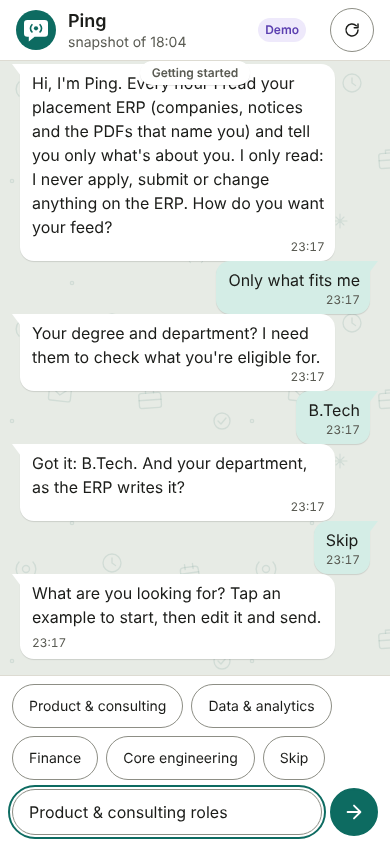 Ping
snapshot of 18:04
Demo
Getting started
Hi, I'm Ping. Every hour I read your
placement ERP (companies, notices
and the PDFs that name you) and tell
you only what's about you. I only read:
I never apply, submit or change
anything on the ERP. How do you want
your feed?
23:17
Only what fits me
23:17
Your degree and department? I need
them to check what you're eligible for.
23:17
B.Tech
23:17
Got it: B.Tech. And your department,
as the ERP writes it?
23:17
Skip
23:17
What are you looking for? Tap an
example to start, then edit it and send.
23:17
Product & consulting
Data & analytics
Finance
Core engineering
Skip
Product & consulting roles